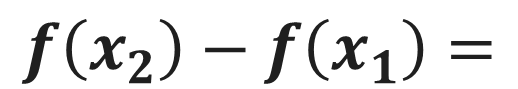 f(x₂) − f(x₁) =